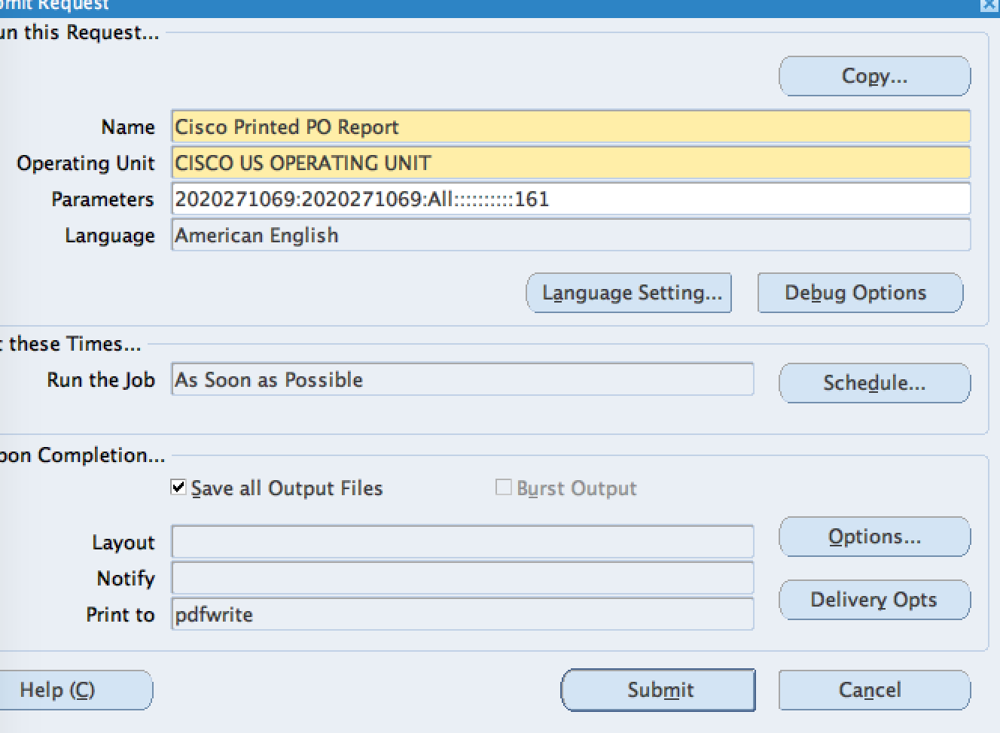 mit Request
un this Request...
Copy...
Name Cisco Printed PO Report
Operating Unit CISCO US OPERATING UNIT
Parameters 2020271069:2020271069:All::::::::::161
Language American English
Language Setting... Debug Options
t these Times...
Run the Job As Soon as Possible Schedule...
pon Completion...
Save all Output Files Burst Output
Layout Options...
Notify
Delivery Opts
Print to pdfwrite
Help (C) Submit Cancel